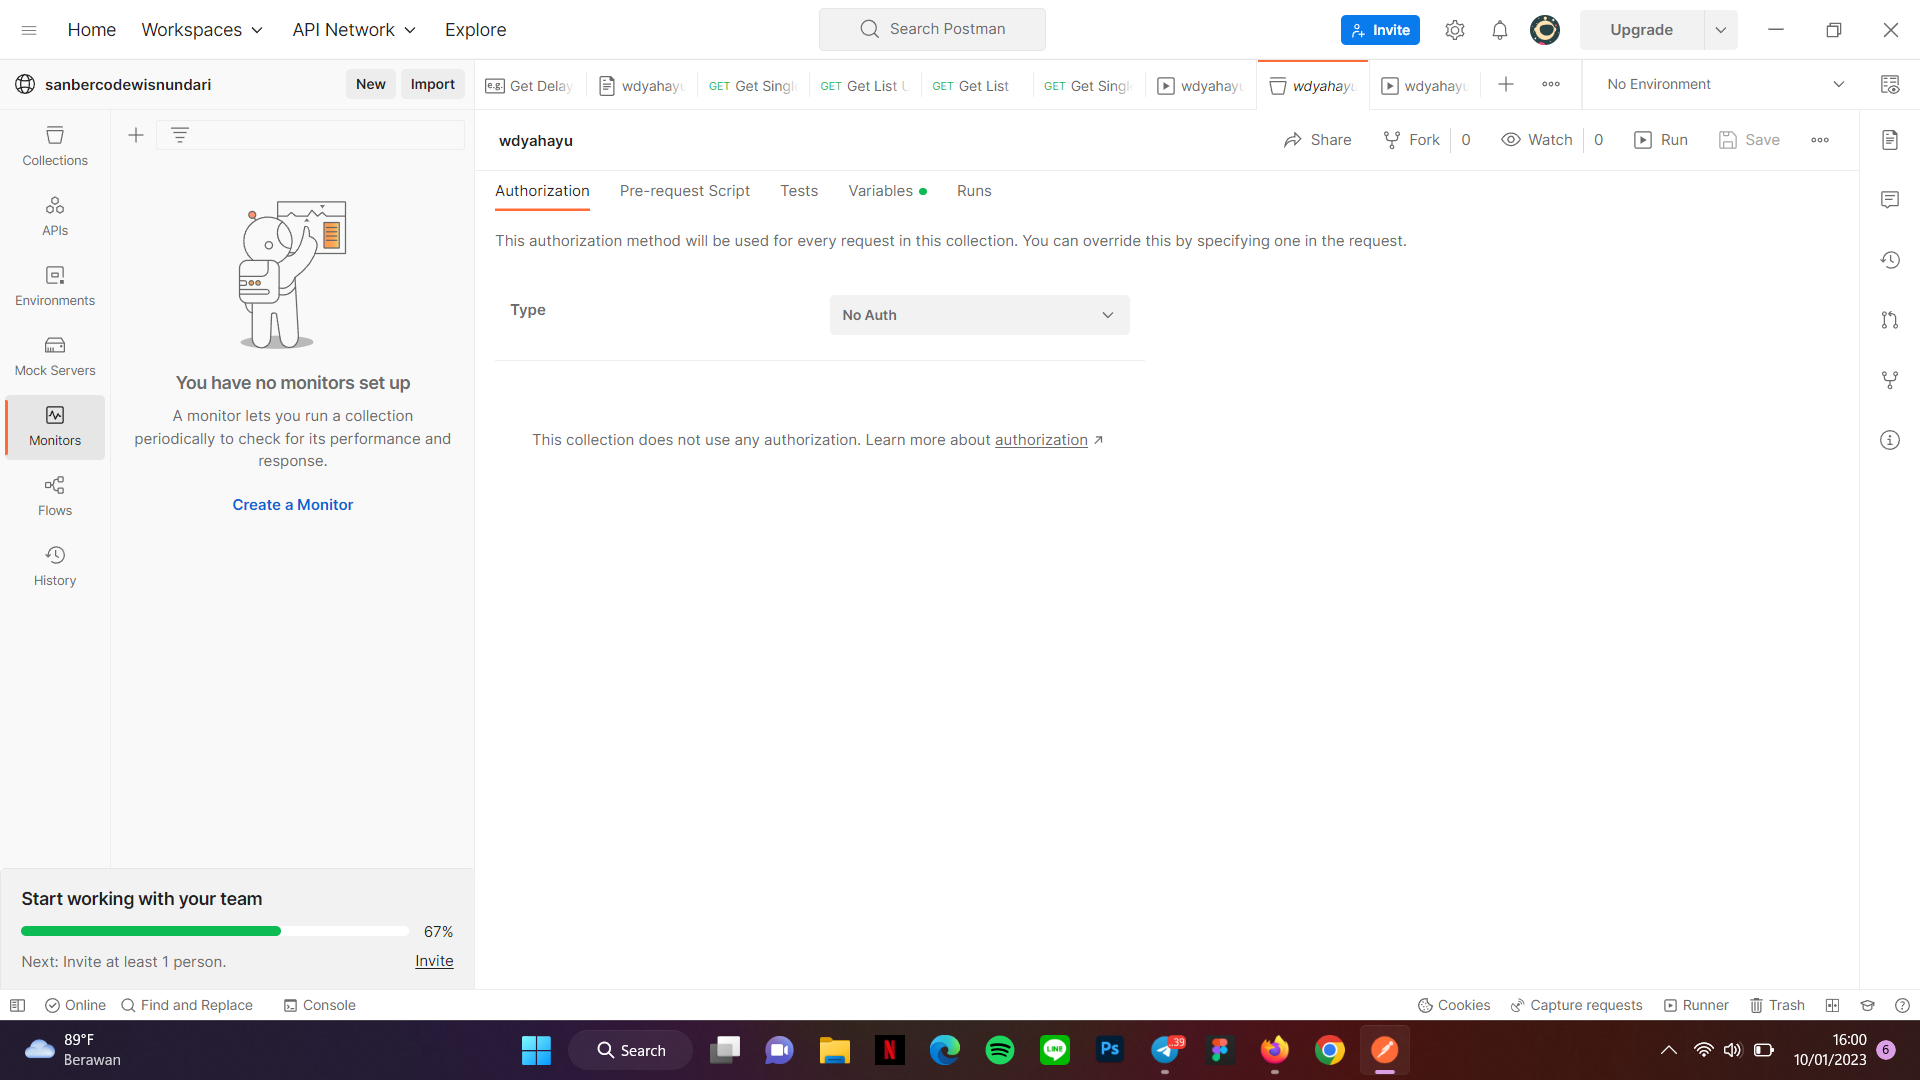 Home Workspaces API Network Explore Search Postman Invite Upgrade
sanbercodewisnundari New Import
e.g. Get Delay wdyahayu GET Get Singl GET Get List U GET Get List GET Get Singl wdyahayu wdyahayu wdyahayu No Environment
Collections
APIs
Environments
Mock Servers
Monitors
Flows
History
You have no monitors set up
A monitor lets you run a collection
periodically to check for its performance and
response.
Create a Monitor
Start working with your team
67%
Next: Invite at least 1 person. Invite
wdyahayu Share Fork 0 Watch 0 Run Save
Authorization Pre-request Script Tests Variables Runs
This authorization method will be used for every request in this collection. You can override this by specifying one in the request.
Type No Auth
This collection does not use any authorization. Learn more about authorization
Online Find and Replace Console Cookies Capture requests Runner Trash
89°F
Berawan
Search
N
LINE
Ps
39
16:00
10/01/2023
6